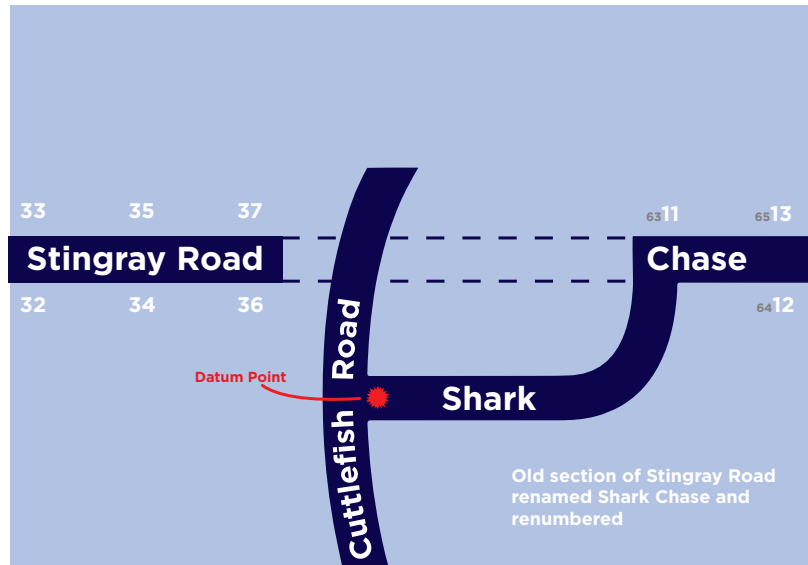 33 35 37 6311 6513
Stingray Road Chase
32 34 36 6412
Cuttlefish Road
Datum Point
Shark
Old section of Stingray Road
renamed Shark Chase and
renumbered